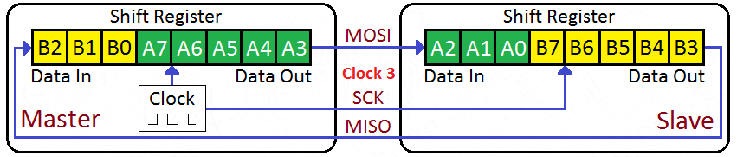 Shift Register Shift Register
B2 B1 B0 A7 A6 A5 A4 A3 MOSI A2 A1 A0 B7 B6 B5 B4 B3
Data In Data Out Clock 3 Data In Data Out
Clock SCK
Master MISO Slave